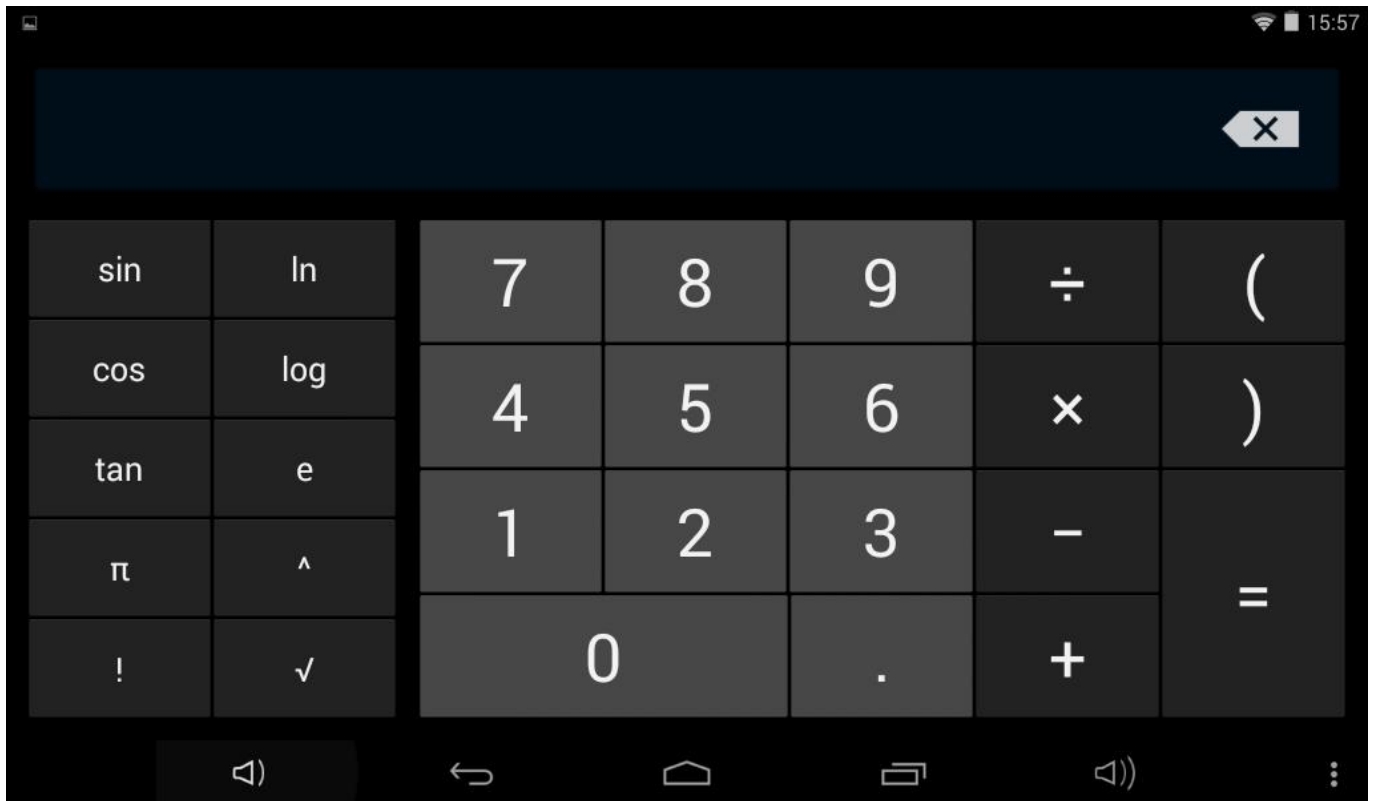 15:57
sin ln 7 8 9 ÷ (
cos log 4 5 6 × )
tan e 1 2 3 −
π ^ =
! √ 0 . +